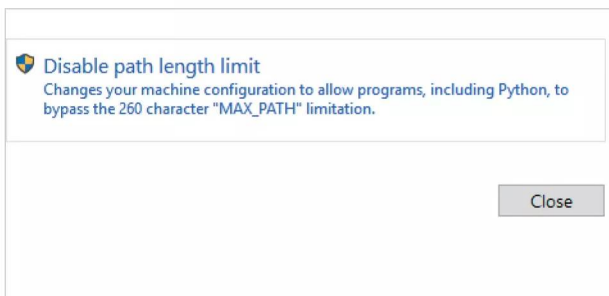 Disable path length limit
Changes your machine configuration to allow programs, including Python, to
bypass the 260 character "MAX_PATH" limitation.
Close